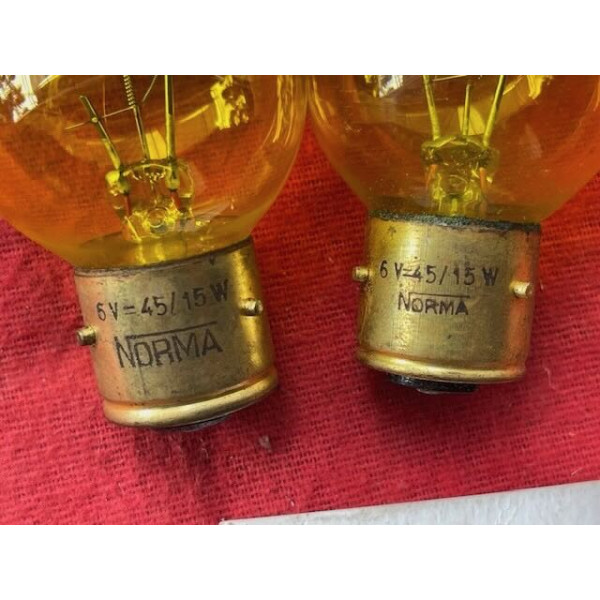 6 V = 45/15 W
NORMA
6 V=45/15 W
NORMA